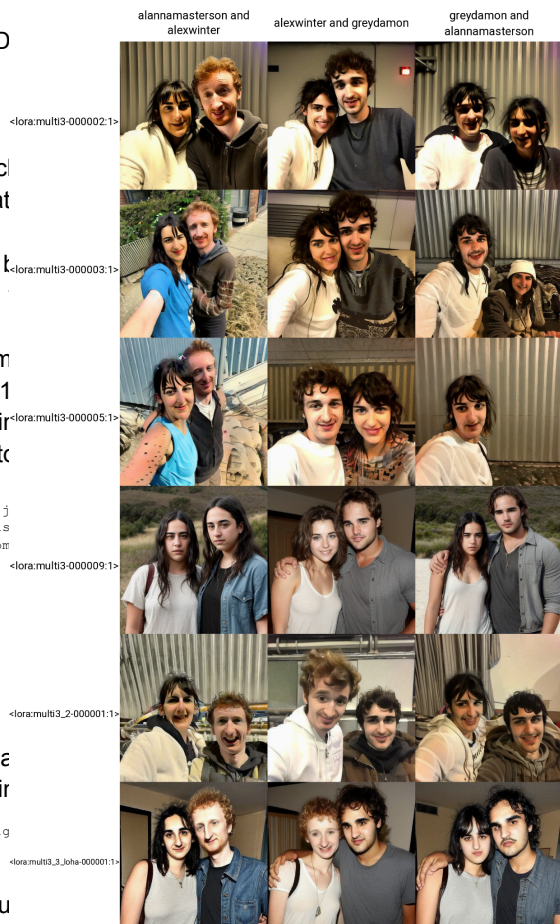 alannamasterson and
alexwinter
alexwinter and greydamon
greydamon and
alannamasterson
<lora:multi3-000002:1>
<lora:multi3-000003:1>
<lora:multi3-000005:1>
<lora:multi3-000009:1>
<lora:multi3_2-000001:1>
<lora:multi3_3_loha-000001:1>